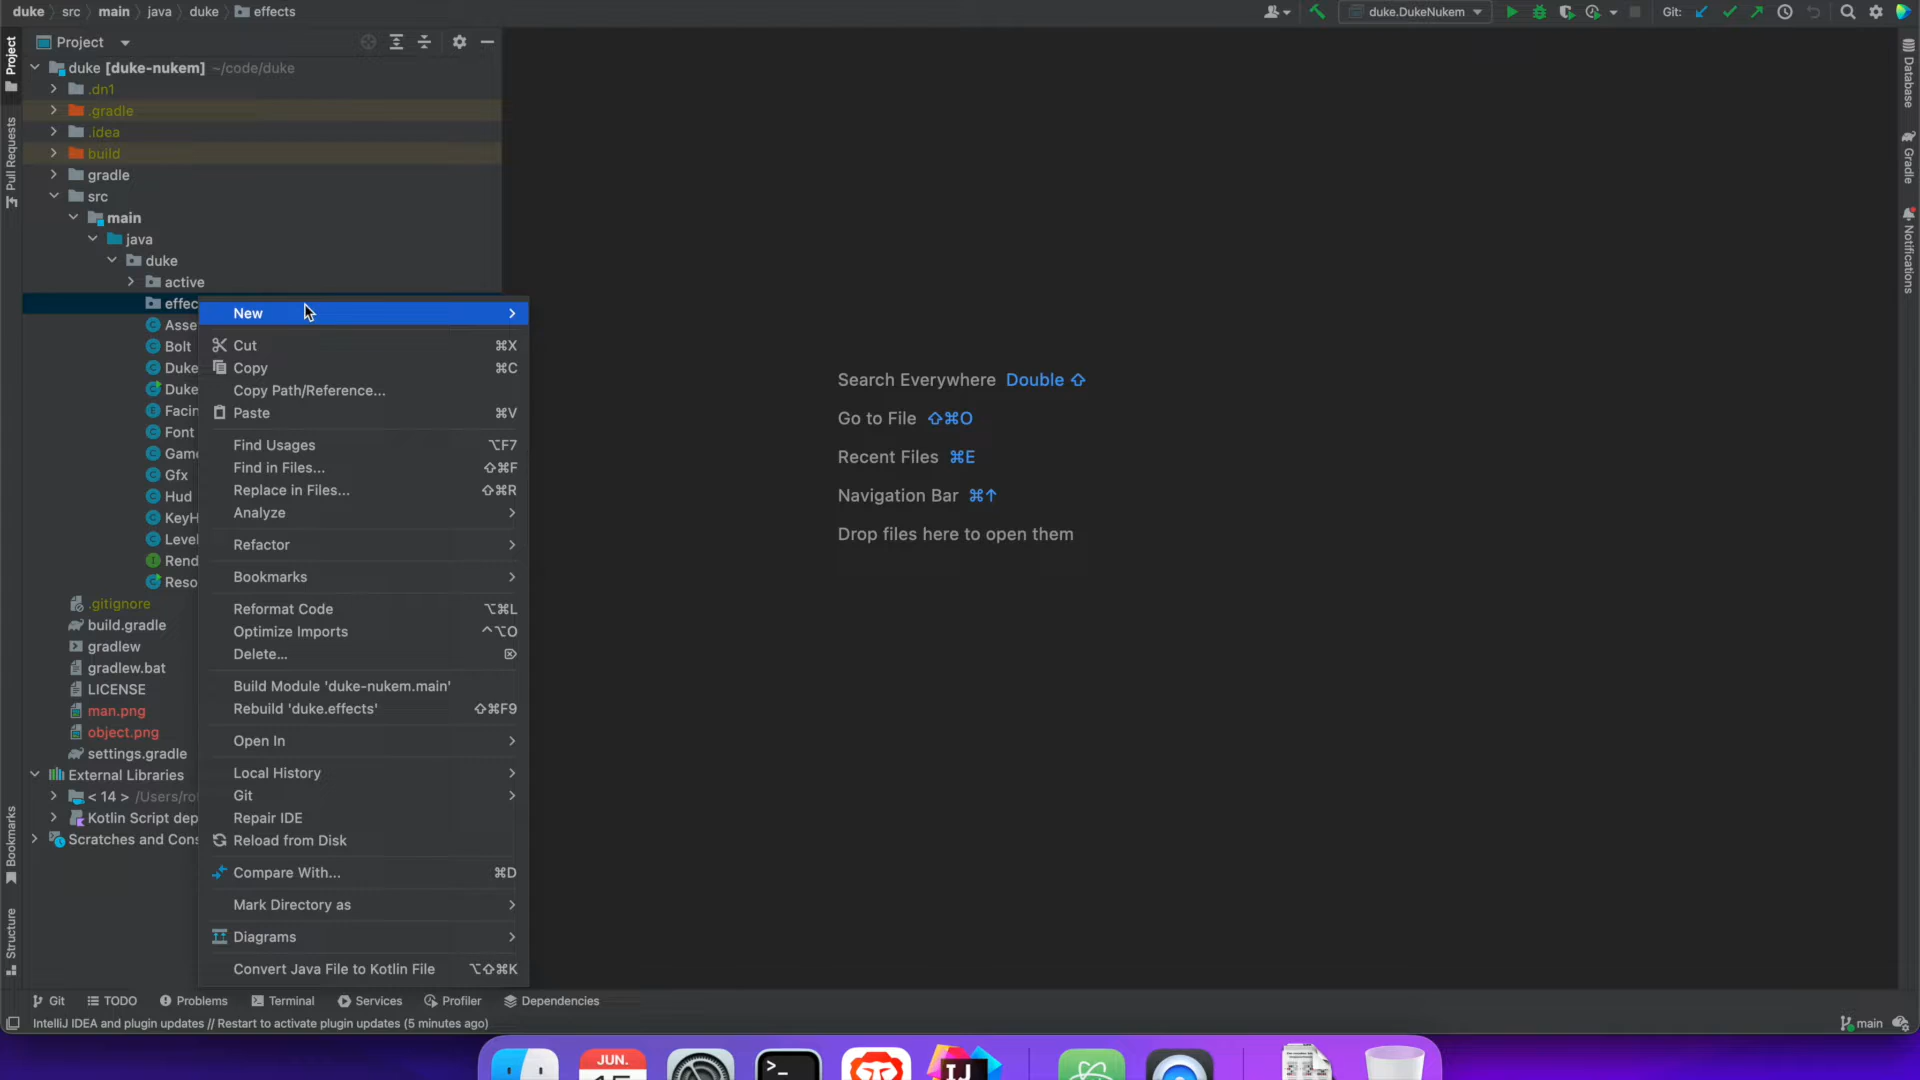 duke src main java duke effects
duke.DukeNukem
Git:
Project
Project
Pull Requests
Bookmarks
Structure
duke [duke-nukem] ~/code/duke
.dn1
.gradle
.idea
build
gradle
src
main
java
duke
active
effec
Asse
Bolt
Duke
Duke
Facin
Font
Game
Gfx
Hud
KeyH
Level
Rend
Reso
.gitignore
build.gradle
gradlew
gradlew.bat
LICENSE
man.png
object.png
settings.gradle
External Libraries
< 14 > /Users/ro
Kotlin Script dep
Scratches and Cons
New
Cut ⌘X
Copy ⌘C
Copy Path/Reference...
Paste ⌘V
Find Usages ⌥F7
Find in Files... ⇧⌘F
Replace in Files... ⇧⌘R
Analyze
Refactor
Bookmarks
Reformat Code ⌥⌘L
Optimize Imports ^⌥O
Delete... ⌦
Build Module 'duke-nukem.main'
Rebuild 'duke.effects' ⇧⌘F9
Open In
Local History
Git
Repair IDE
Reload from Disk
Compare With... ⌘D
Mark Directory as
Diagrams
Convert Java File to Kotlin File ⌥⇧⌘K
Search Everywhere Double ⇧
Go to File ⇧⌘O
Recent Files ⌘E
Navigation Bar ⌘↑
Drop files here to open them
Database
Gradle
Notifications
Git TODO Problems Terminal Services Profiler Dependencies
IntelliJ IDEA and plugin updates // Restart to activate plugin updates (5 minutes ago)
main
JUN.
>_
IJ